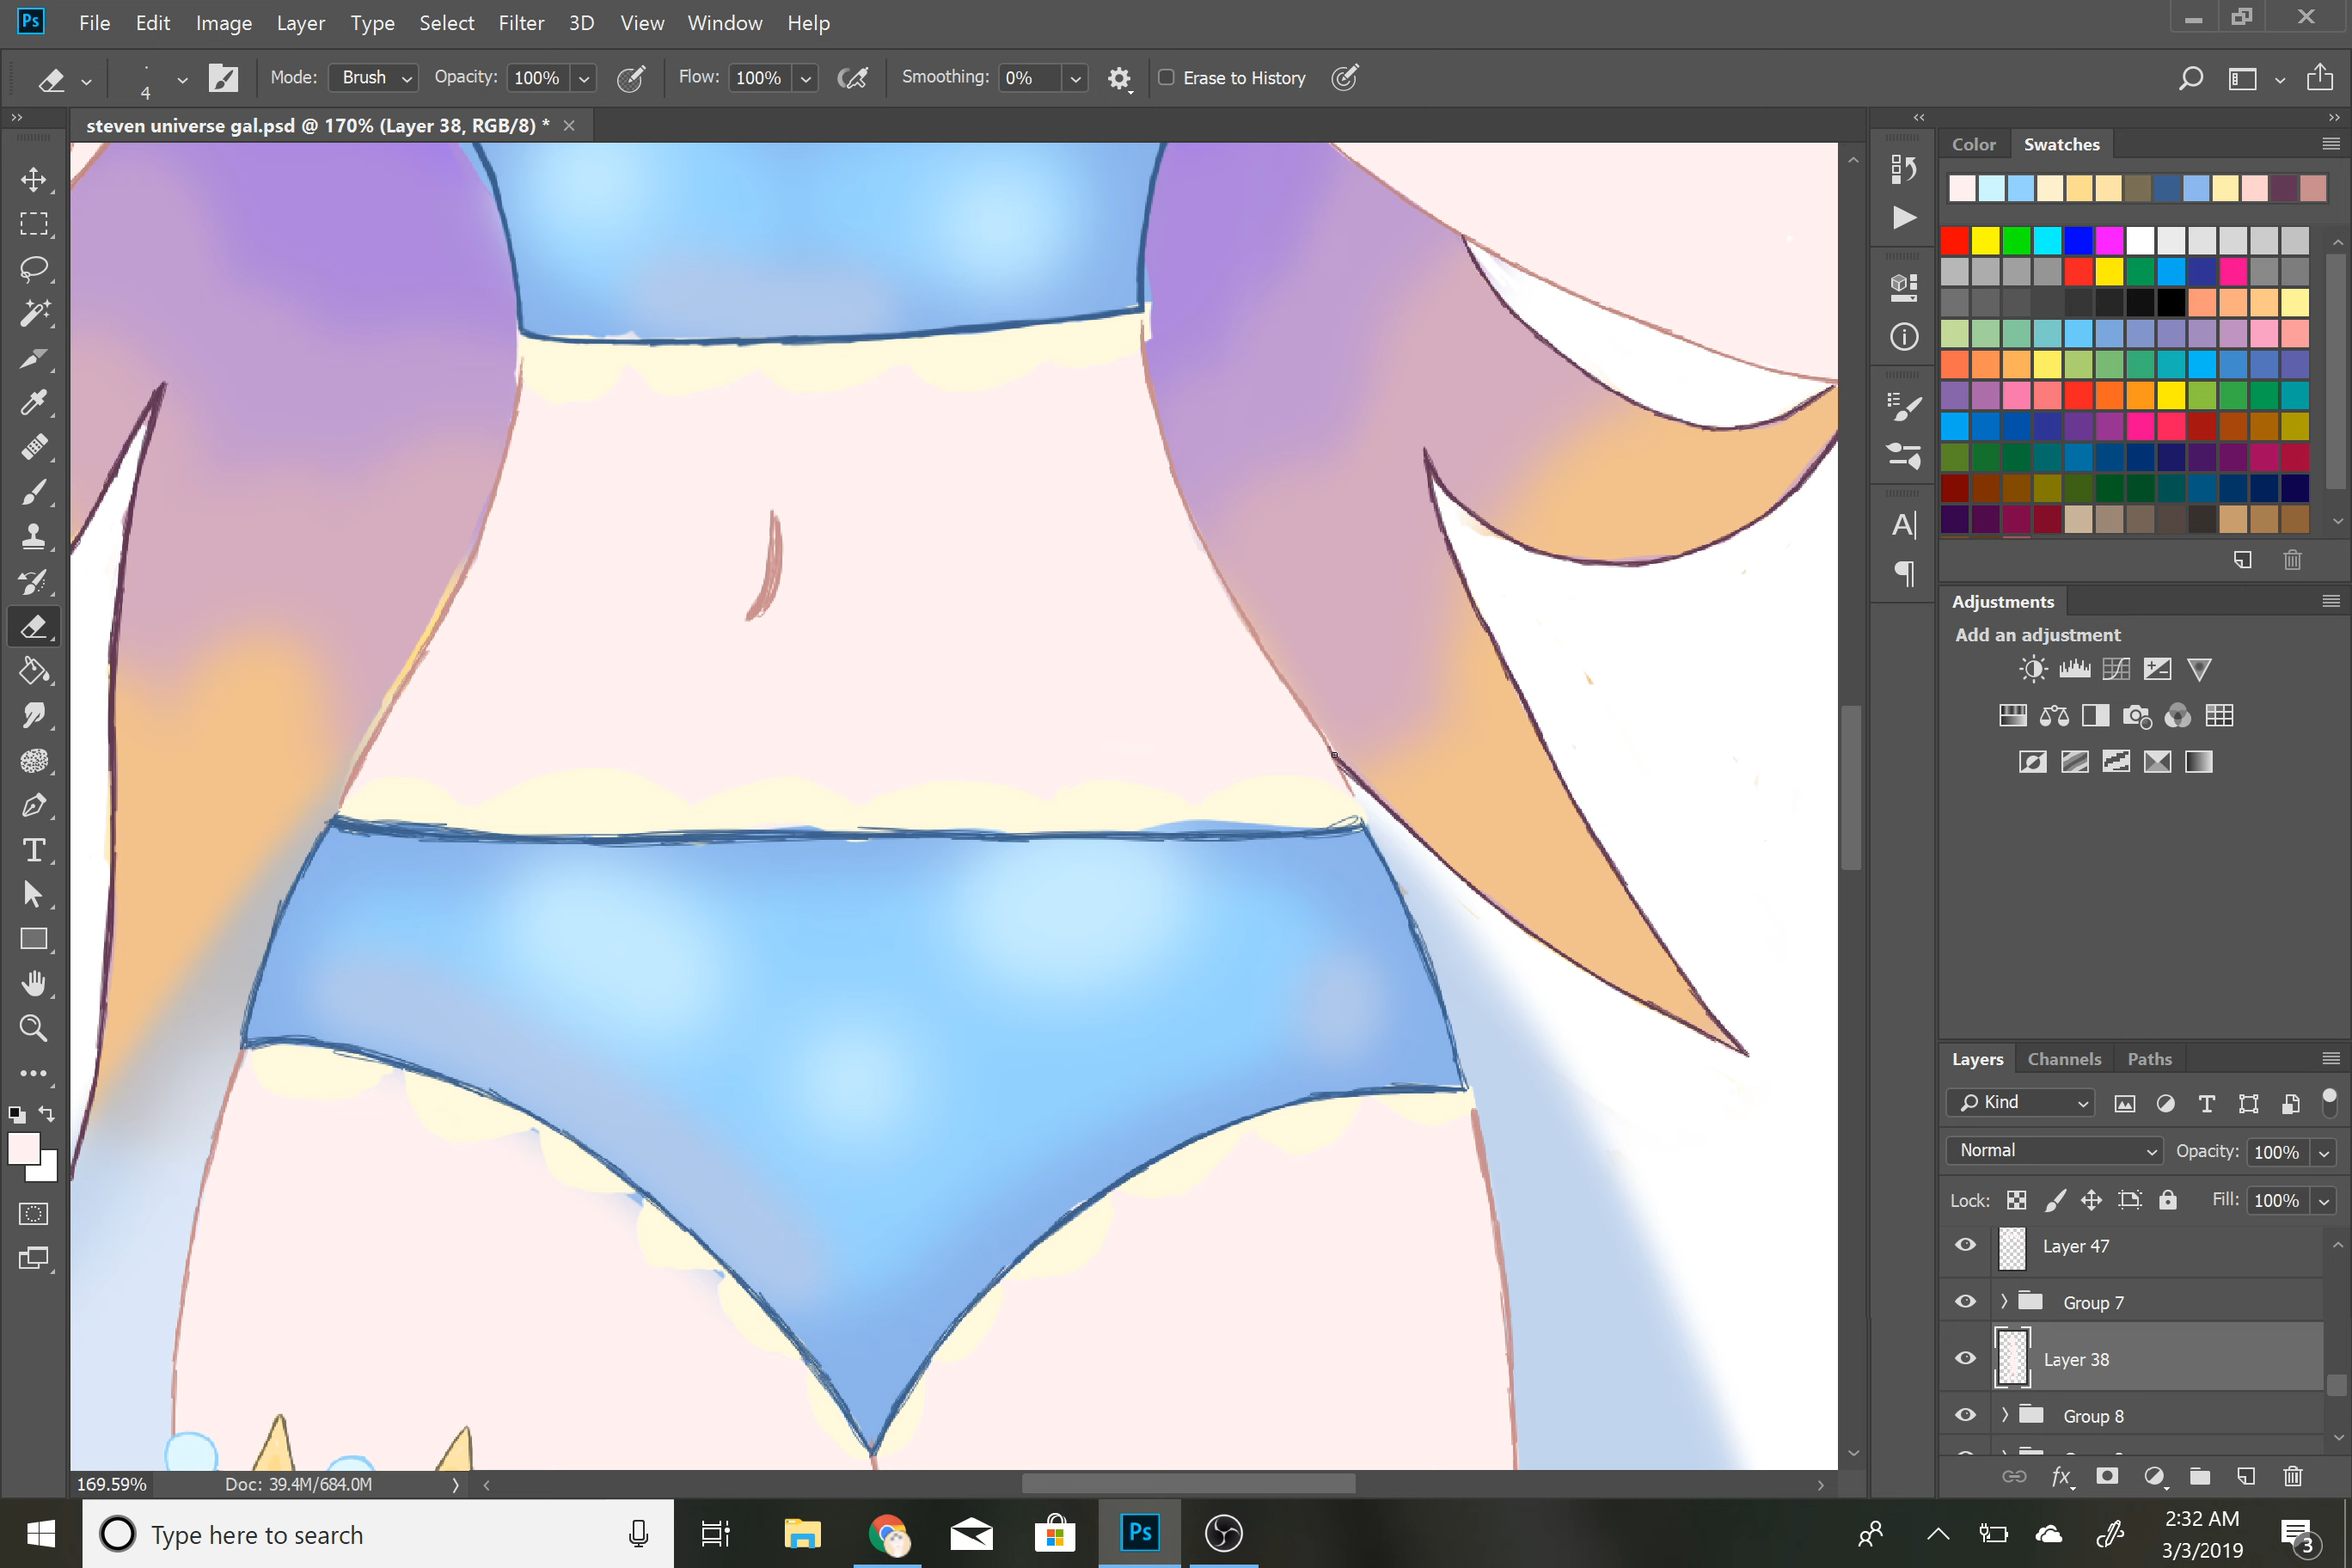 Ps File Edit Image Layer Type Select Filter 3D View Window Help
4 Mode: Brush Opacity: 100% Flow: 100% Smoothing: 0% Erase to History
steven universe gal.psd @ 170% (Layer 38, RGB/8) *
Color Swatches
Adjustments
Add an adjustment
Layers Channels Paths
Kind
Normal Opacity: 100%
Lock: Fill: 100%
Layer 47
Group 7
Layer 38
Group 8
169.59% Doc: 39.4M/684.0M
Type here to search
Ps
2:32 AM
3/3/2019
3